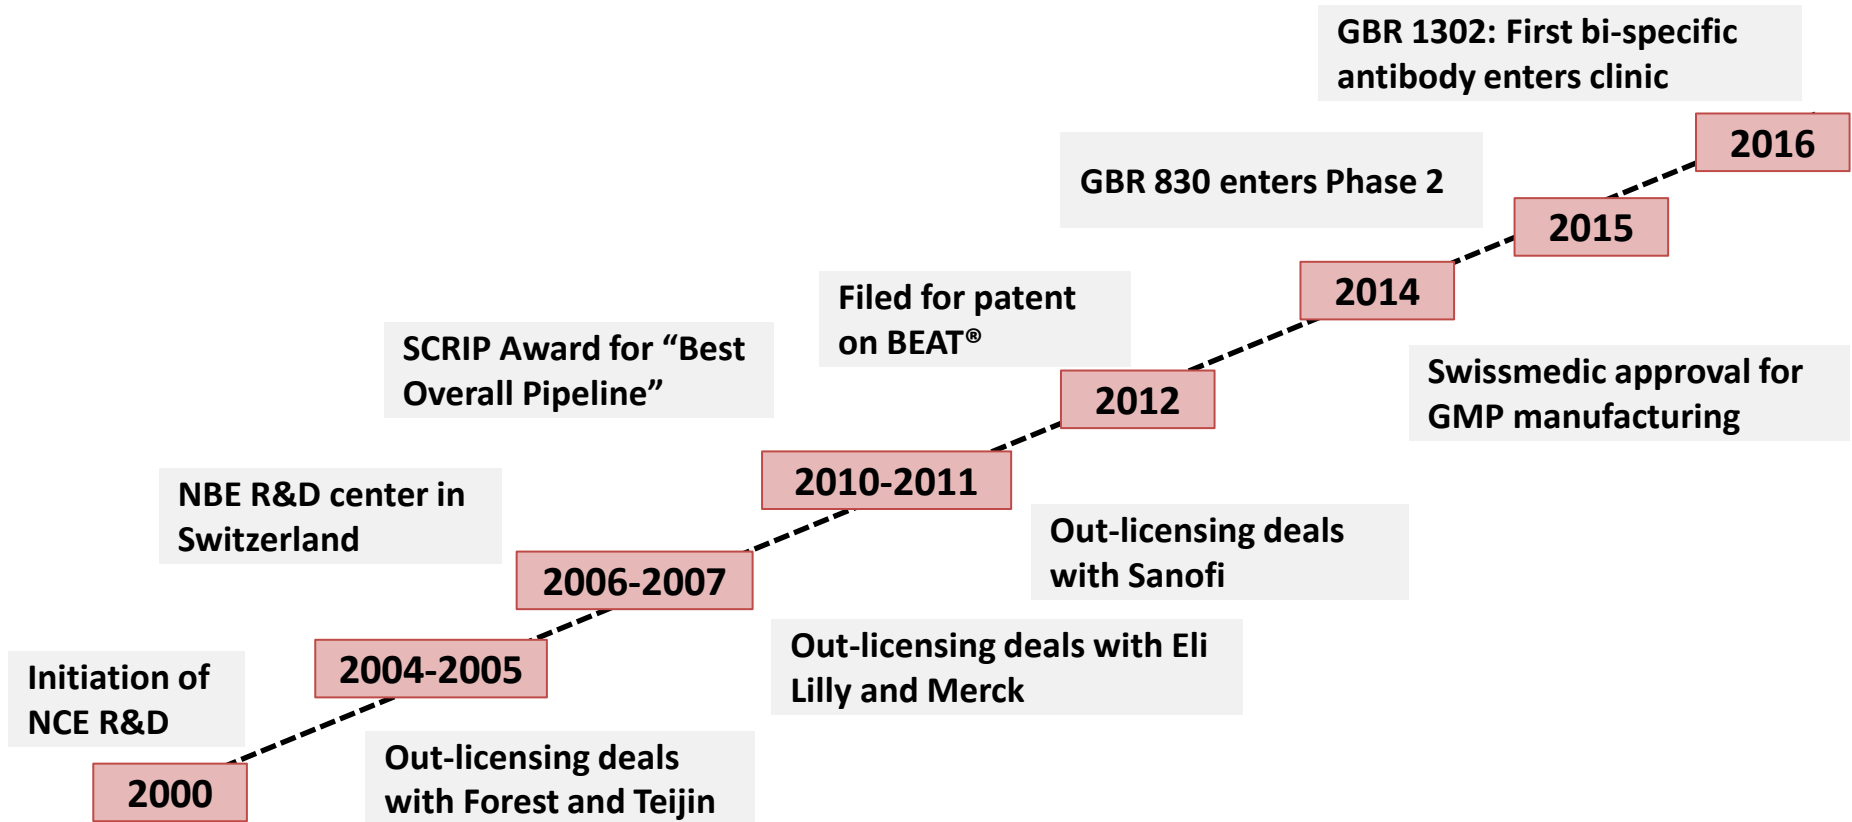 GBR 1302: First bi-specific
antibody enters clinic
2016
GBR 830 enters Phase 2
2015
Filed for patent
on BEAT®
2014
SCRIP Award for “Best
Overall Pipeline”
2012
Swissmedic approval for
GMP manufacturing
NBE R&D center in
Switzerland
2010-2011
Out-licensing deals
with Sanofi
2006-2007
Initiation of
NCE R&D
2004-2005
Out-licensing deals with Eli
Lilly and Merck
2000
Out-licensing deals
with Forest and Teijin